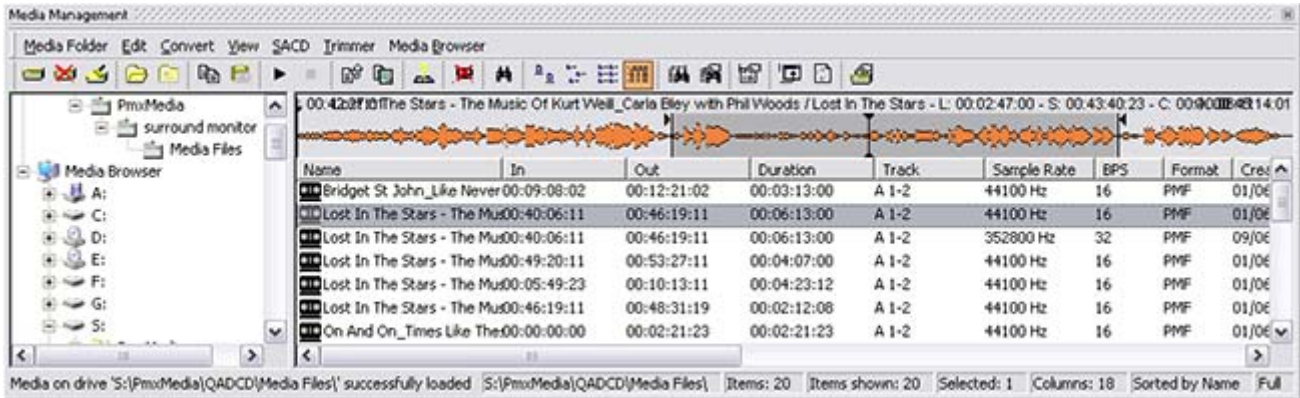 Media Management
Media Folder Edit Convert View SACD Trimmer Media Browser
The Stars - The Music Of Kurt Weill_Carla Bley with Phil Woods / Lost In The Stars - L: 00:02:47:00 - S: 00:43:40:23 - C:
PmxMedia
surround monitor
Media Files
Media Browser
A:
C:
D:
E:
F:
G:
S:
Name In Out Duration Track Sample Rate BPS Format Crea
Bridget St John_Like Never 00:09:08:02 00:12:21:02 00:03:13:00 A 1-2 44100 Hz 16 PMF 01/06
Lost In The Stars - The Mus 00:40:06:11 00:46:19:11 00:06:13:00 A 1-2 44100 Hz 16 PMF 01/06
Lost In The Stars - The Mus 00:40:06:11 00:46:19:11 00:06:13:00 A 1-2 352800 Hz 32 PMF 09/06
Lost In The Stars - The Mus 00:49:20:11 00:53:27:11 00:04:07:00 A 1-2 44100 Hz 16 PMF 01/06
Lost In The Stars - The Mus 00:05:49:23 00:10:13:11 00:04:23:12 A 1-2 44100 Hz 16 PMF 01/06
Lost In The Stars - The Mus 00:46:19:11 00:48:31:19 00:02:12:08 A 1-2 44100 Hz 16 PMF 01/06
On And On_Times Like The 00:00:00:00 00:02:21:23 00:02:21:23 A 1-2 44100 Hz 16 PMF 01/06
Media on drive 'S:\PmxMedia\QADCD\Media Files\' successfully loaded S:\PmxMedia\QADCD\Media Files\ Items: 20 Items shown: 20 Selected: 1 Columns: 18 Sorted by Name Full